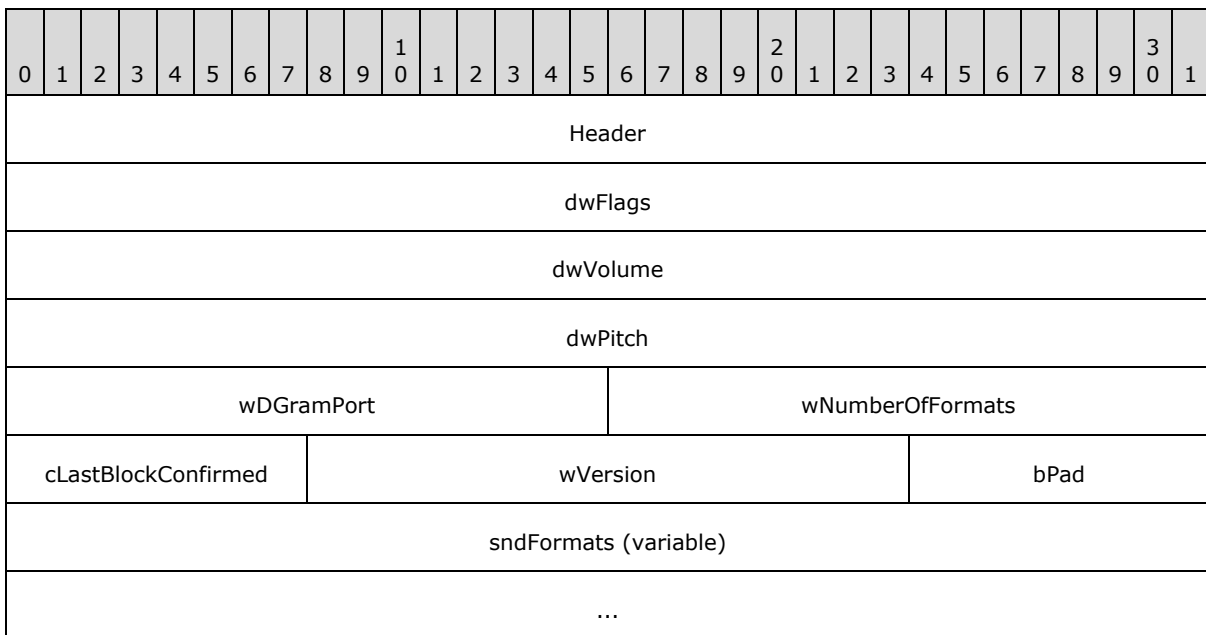 1 2 3
0 1 2 3 4 5 6 7 8 9 0 1 2 3 4 5 6 7 8 9 0 1 2 3 4 5 6 7 8 9 0 1
Header
dwFlags
dwVolume
dwPitch
wDGramPort wNumberOfFormats
cLastBlockConfirmed wVersion bPad
sndFormats (variable)
...